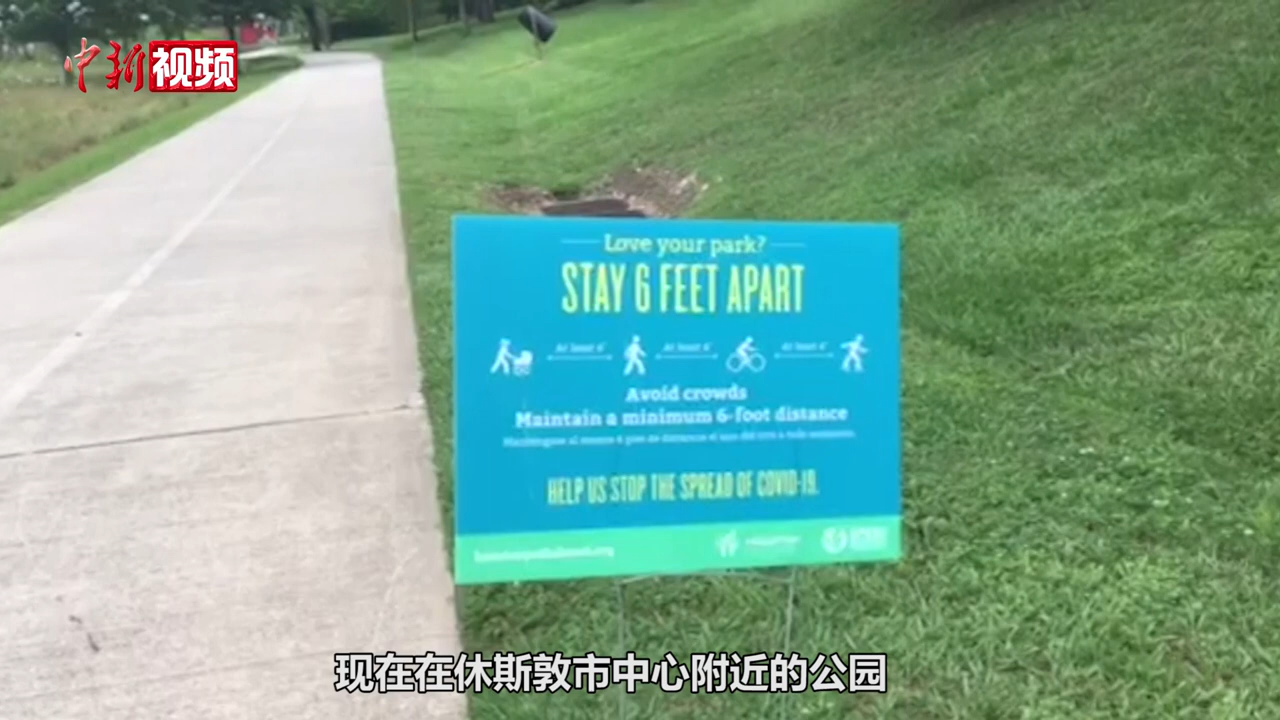 中新视频
Love your park?
STAY 6 FEET APART
At least 6' At least 6' At least 6'
Avoid crowds
Maintain a minimum 6-foot distance
HELP US STOP THE SPREAD OF COVID-19.
现在在休斯敦市中心附近的公园